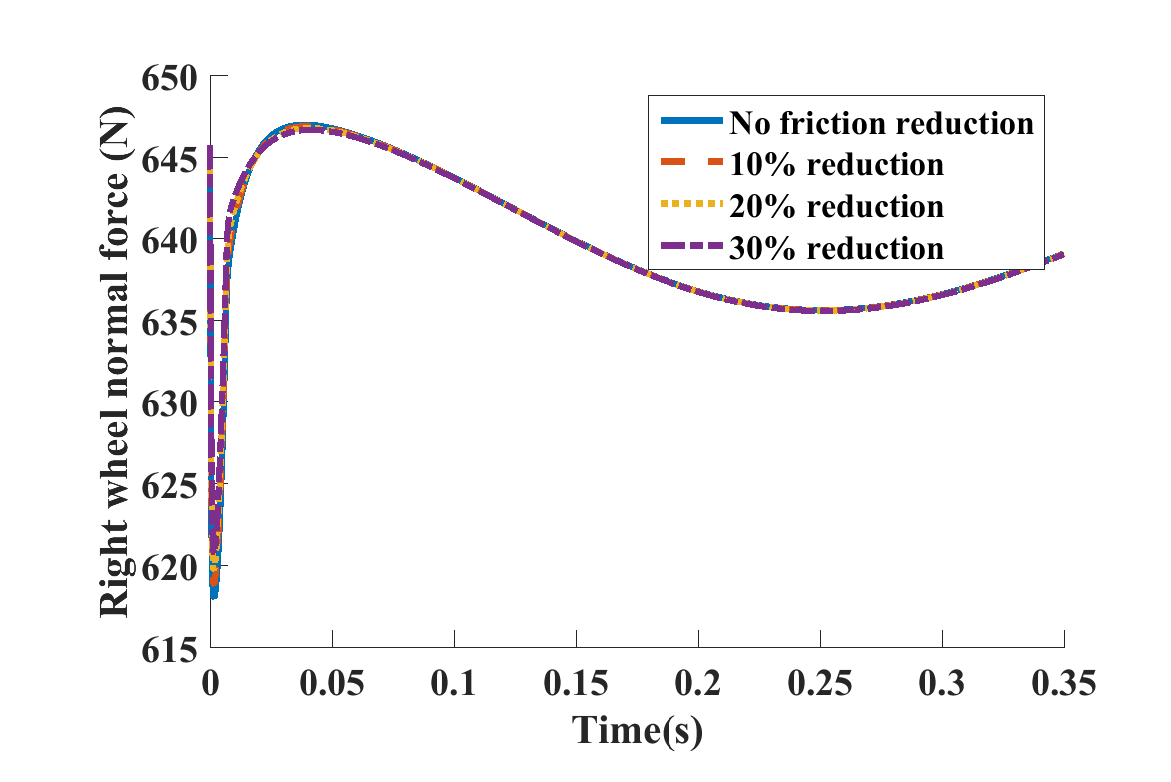 Right wheel normal force (N)
650
645
640
635
630
625
620
615
No friction reduction
10% reduction
20% reduction
30% reduction
0 0.05 0.1 0.15 0.2 0.25 0.3 0.35
Time(s)